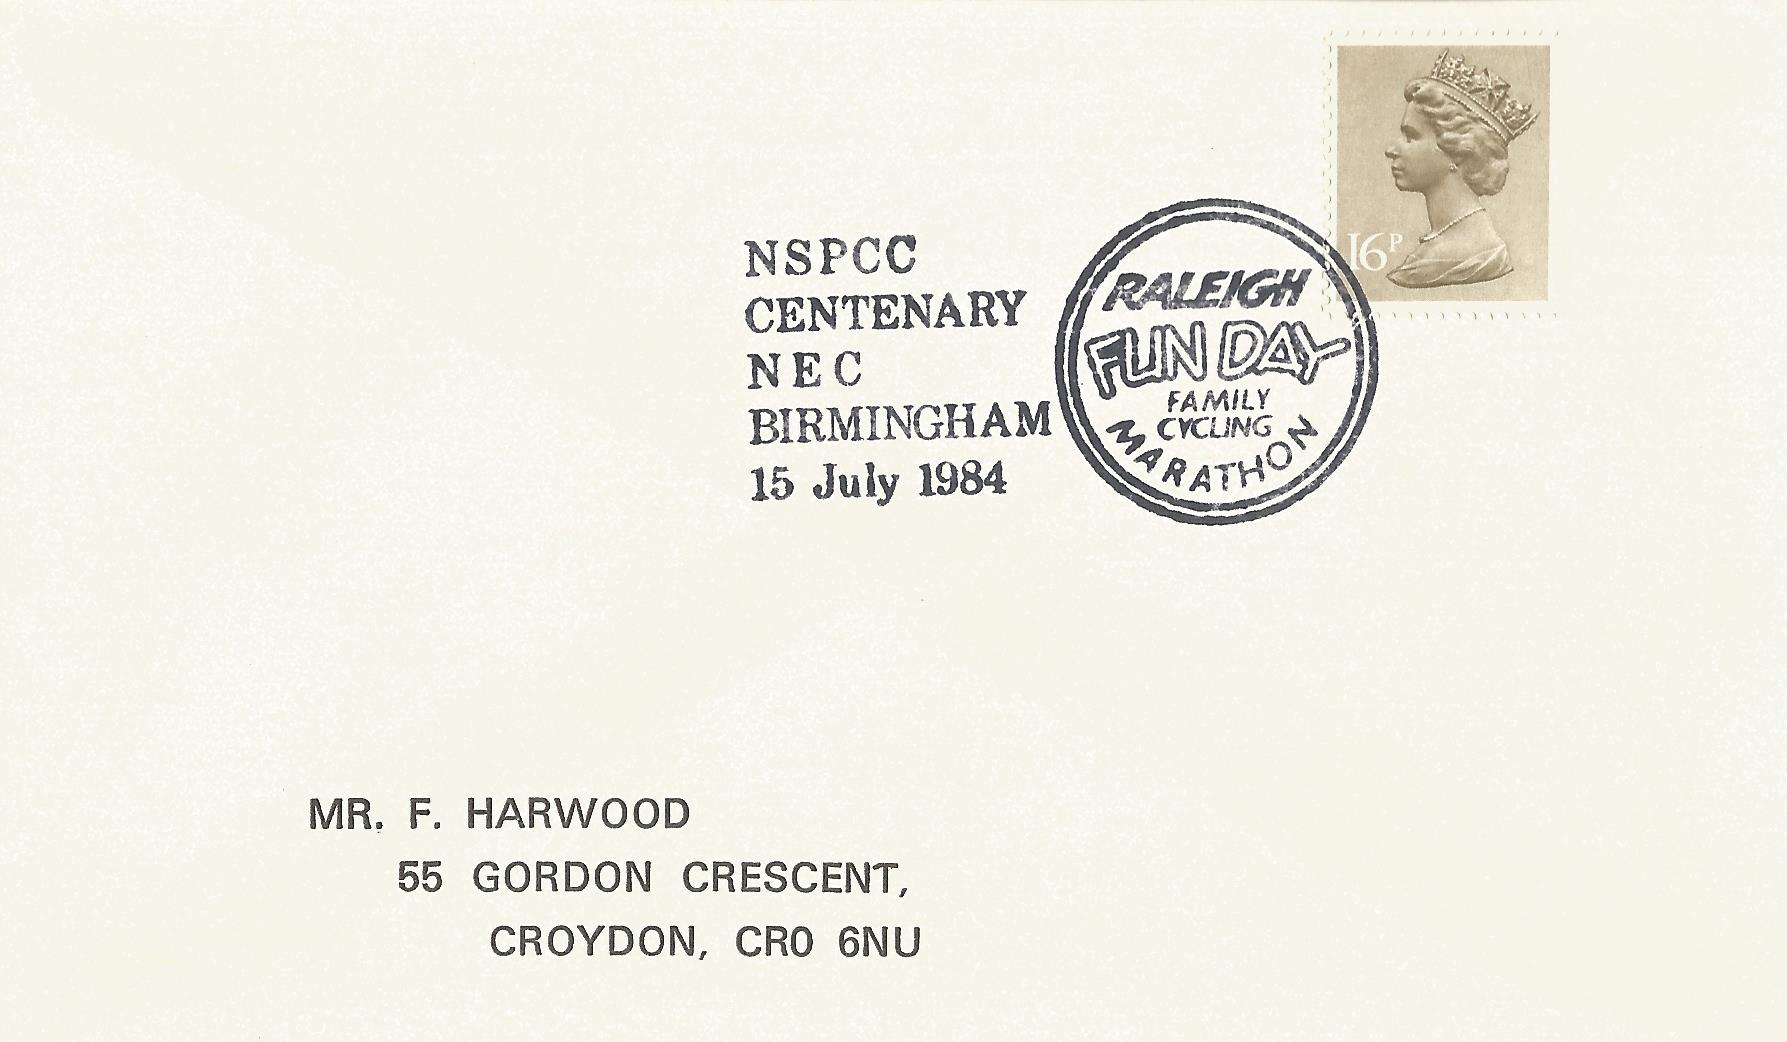 16P
NSPCC
CENTENARY
NEC
BIRMINGHAM
15 July 1984
RALEIGH
FUN DAY
FAMILY
CYCLING
MARATHON
MR. F. HARWOOD
55 GORDON CRESCENT,
CROYDON, CR0 6NU